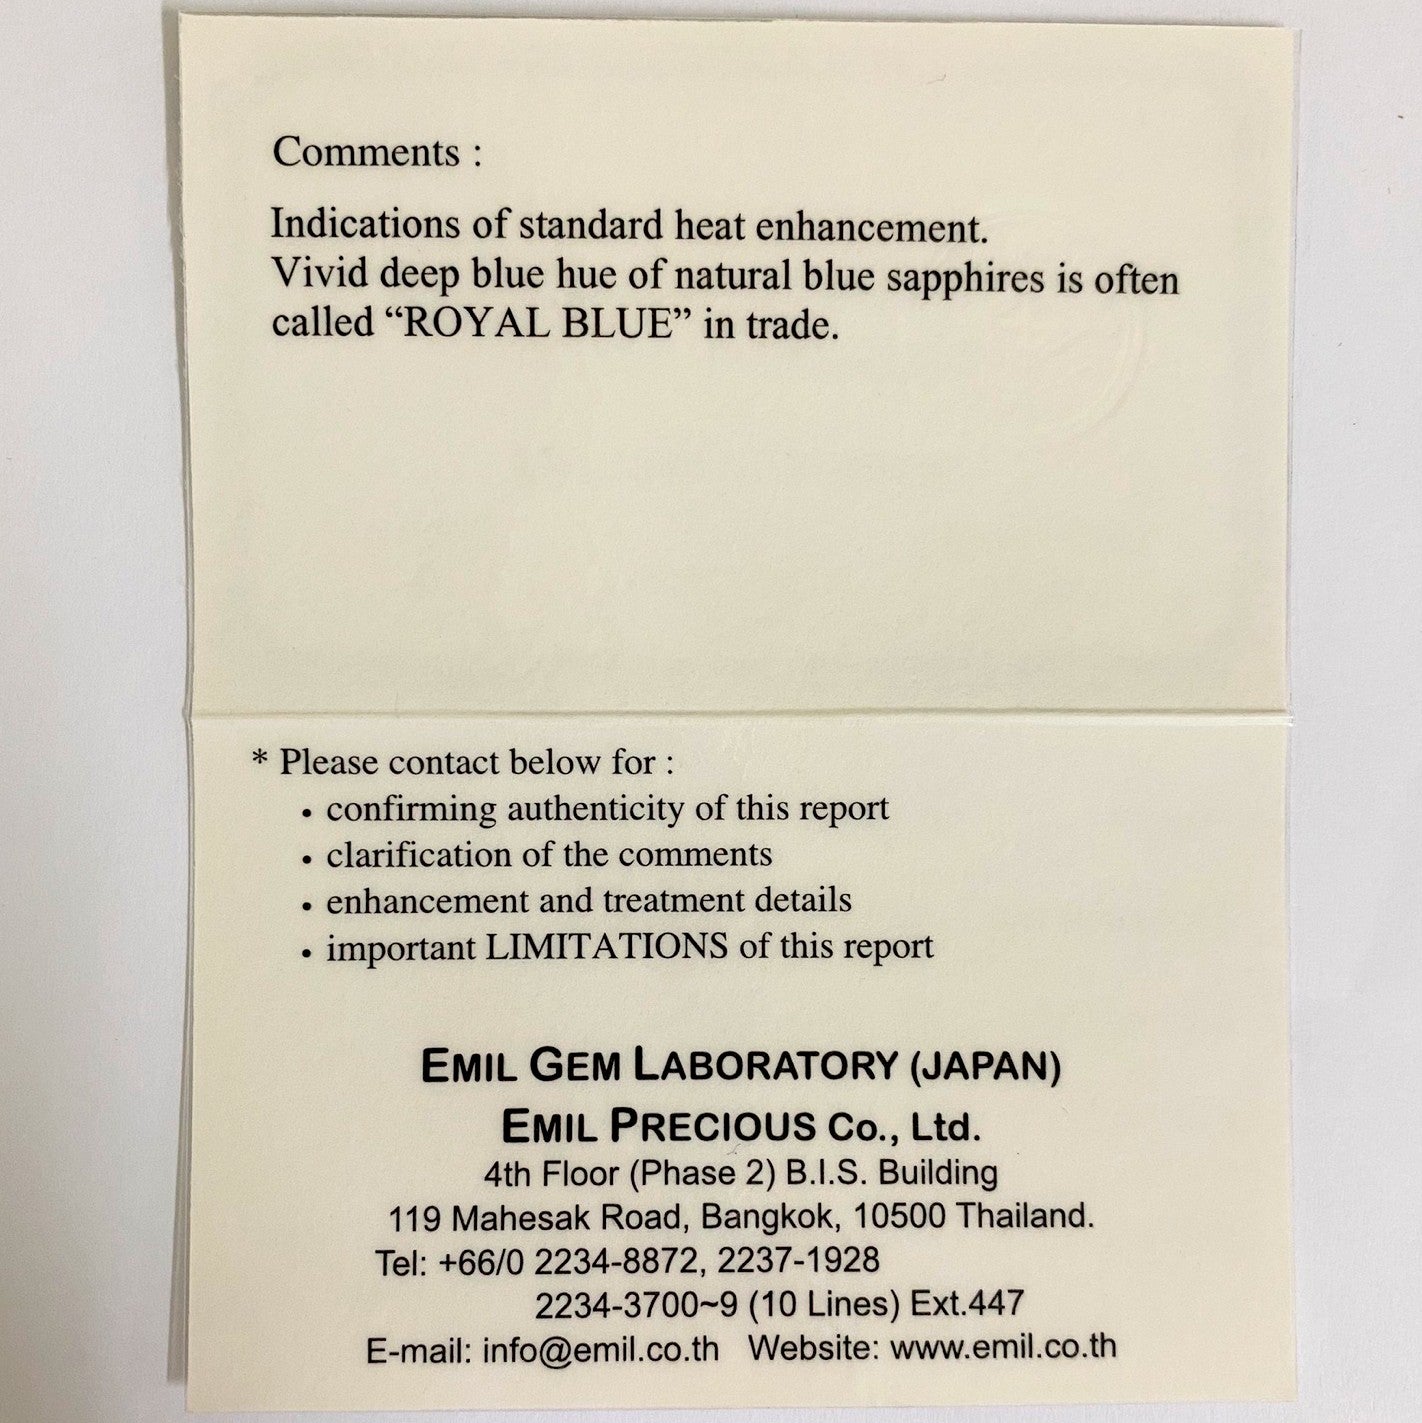 Comments :
Indications of standard heat enhancement.
Vivid deep blue hue of natural blue sapphires is often
called “ROYAL BLUE” in trade.
* Please contact below for :
• confirming authenticity of this report
• clarification of the comments
• enhancement and treatment details
• important LIMITATIONS of this report
EMIL GEM LABORATORY (JAPAN)
EMIL PRECIOUS Co., Ltd.
4th Floor (Phase 2) B.I.S. Building
119 Mahesak Road, Bangkok, 10500 Thailand.
Tel: +66/0 2234-8872, 2237-1928
2234-3700~9 (10 Lines) Ext.447
E-mail: info@emil.co.th Website: www.emil.co.th